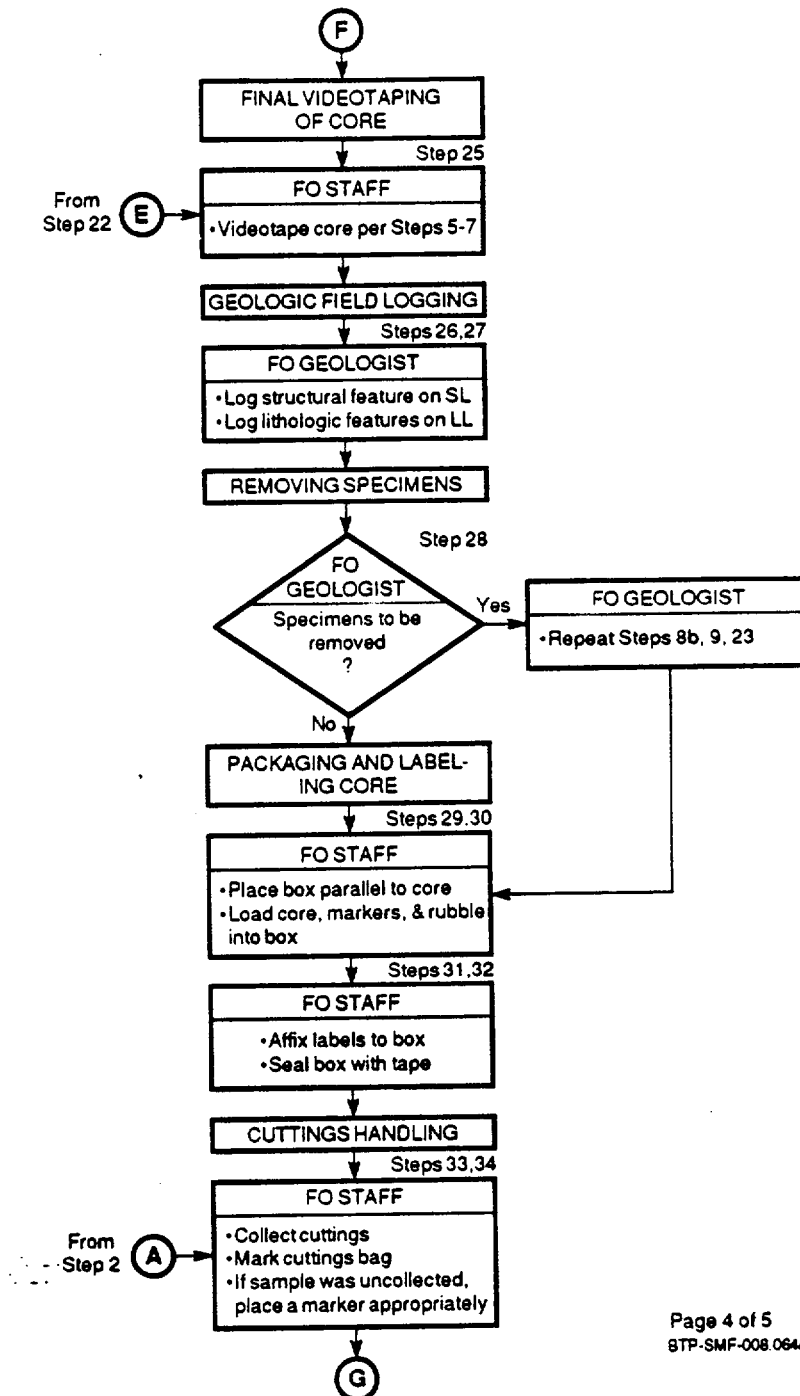 F
FINAL VIDEOTAPING
OF CORE
Step 25
From
Step 22
E
FO STAFF
•Videotape core per Steps 5-7
GEOLOGIC FIELD LOGGING
Steps 26,27
FO GEOLOGIST
•Log structural feature on SL
•Log lithologic features on LL
REMOVING SPECIMENS
Step 28
FO
GEOLOGIST
Specimens to be
removed
?
Yes
FO GEOLOGIST
•Repeat Steps 8b, 9, 23
No
PACKAGING AND LABEL-
ING CORE
Steps 29.30
FO STAFF
•Place box parallel to core
•Load core, markers, & rubble
into box
Steps 31,32
FO STAFF
•Affix labels to box
•Seal box with tape
CUTTINGS HANDLING
Steps 33,34
From
Step 2
A
FO STAFF
•Collect cuttings
•Mark cuttings bag
•If sample was uncollected,
place a marker appropriately
G
Page 4 of 5